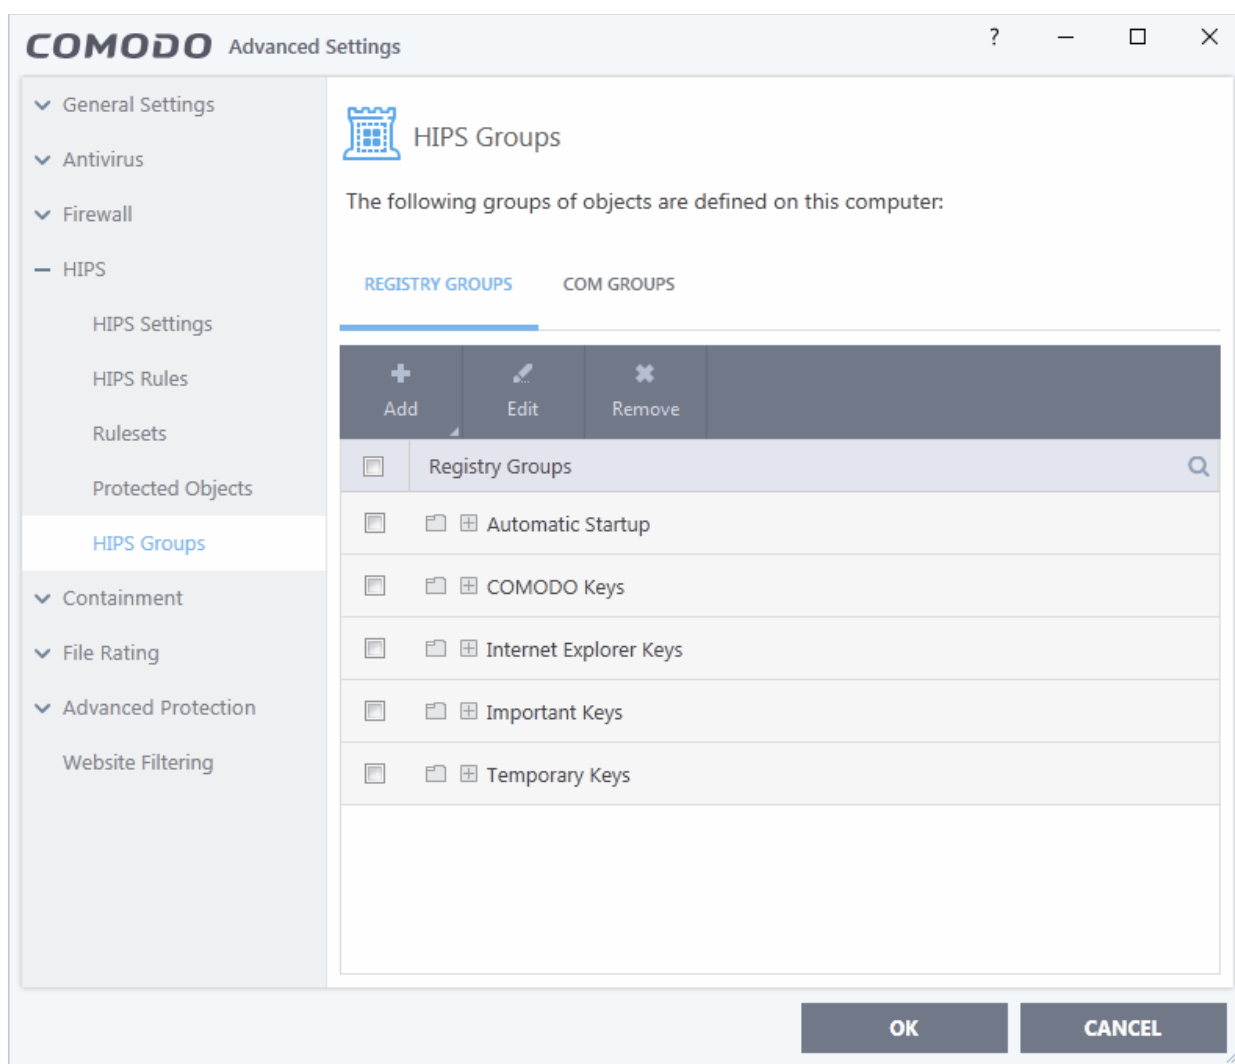 COMODO Advanced Settings ?
General Settings
Antivirus
Firewall
HIPS
HIPS Settings
HIPS Rules
Rulesets
Protected Objects
HIPS Groups
Containment
File Rating
Advanced Protection
Website Filtering
HIPS Groups
The following groups of objects are defined on this computer:
REGISTRY GROUPS COM GROUPS
Add Edit Remove
Registry Groups
Automatic Startup
COMODO Keys
Internet Explorer Keys
Important Keys
Temporary Keys
OK CANCEL